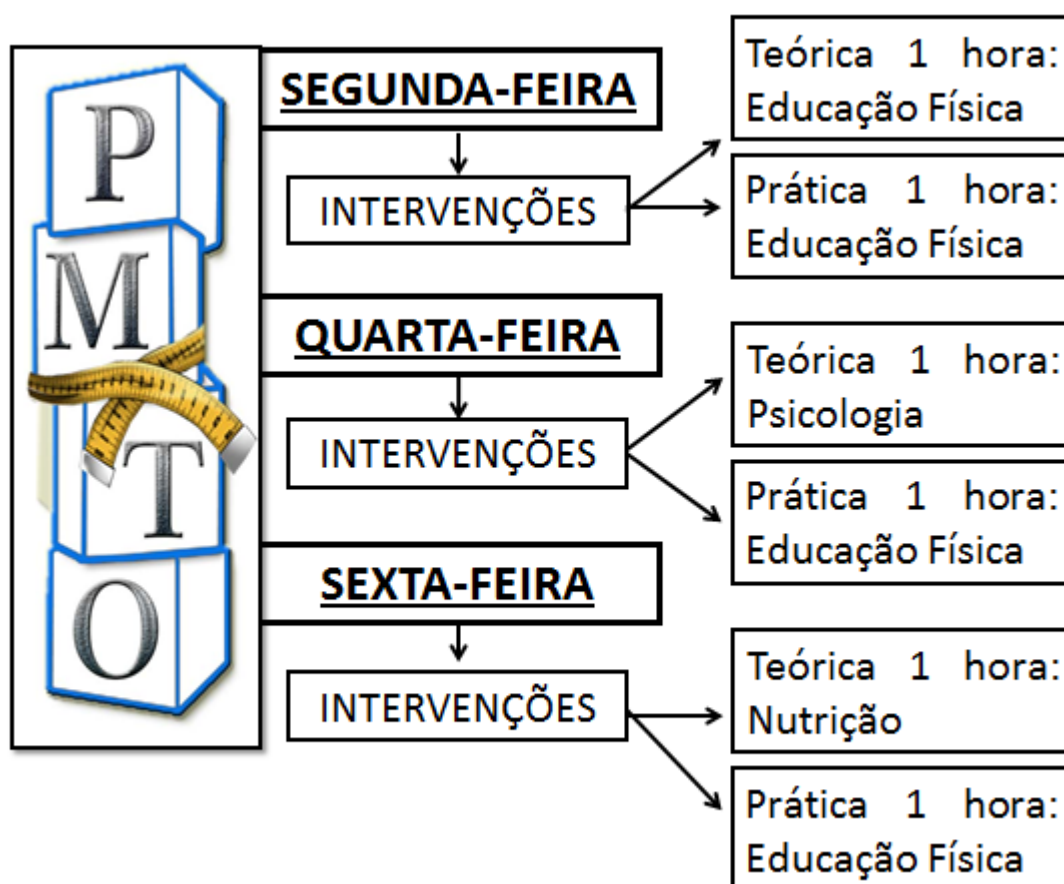 P
M
T
O
SEGUNDA-FEIRA
INTERVENÇÕES
Teórica 1 hora:
Educação Física
Prática 1 hora:
Educação Física
QUARTA-FEIRA
INTERVENÇÕES
Teórica 1 hora:
Psicologia
Prática 1 hora:
Educação Física
SEXTA-FEIRA
INTERVENÇÕES
Teórica 1 hora:
Nutrição
Prática 1 hora:
Educação Física